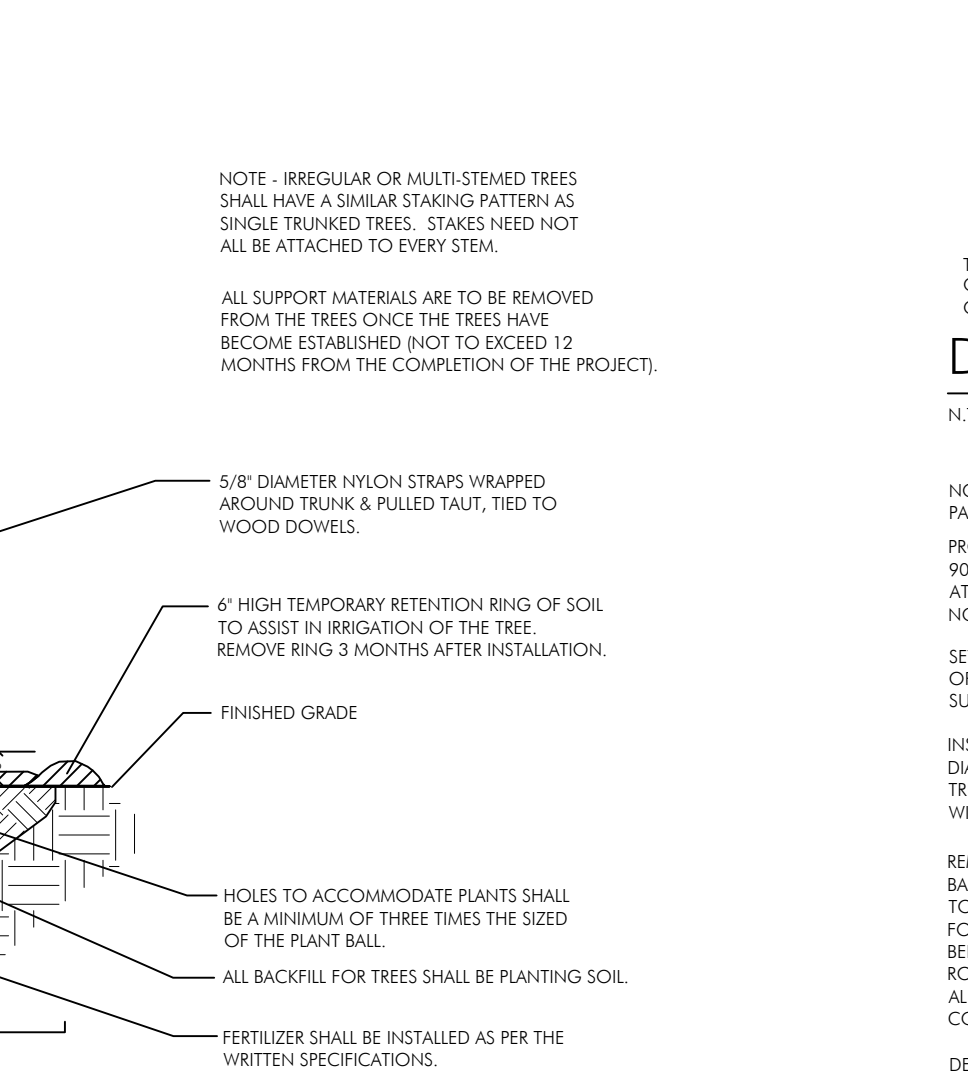 NOTE - IRREGULAR OR MULTI-STEMED TREES
SHALL HAVE A SIMILAR STAKING PATTERN AS
SINGLE TRUNKED TREES. STAKES NEED NOT
ALL BE ATTACHED TO EVERY STEM.
ALL SUPPORT MATERIALS ARE TO BE REMOVED
FROM THE TREES ONCE THE TREES HAVE
BECOME ESTABLISHED (NOT TO EXCEED 12
MONTHS FROM THE COMPLETION OF THE PROJECT).
5/8" DIAMETER NYLON STRAPS WRAPPED
AROUND TRUNK & PULLED TAUT, TIED TO
WOOD DOWELS.
6" HIGH TEMPORARY RETENTION RING OF SOIL
TO ASSIST IN IRRIGATION OF THE TREE.
REMOVE RING 3 MONTHS AFTER INSTALLATION.
FINISHED GRADE
HOLES TO ACCOMMODATE PLANTS SHALL
BE A MINIMUM OF THREE TIMES THE SIZED
OF THE PLANT BALL.
ALL BACKFILL FOR TREES SHALL BE PLANTING SOIL.
FERTILIZER SHALL BE INSTALLED AS PER THE
WRITTEN SPECIFICATIONS.